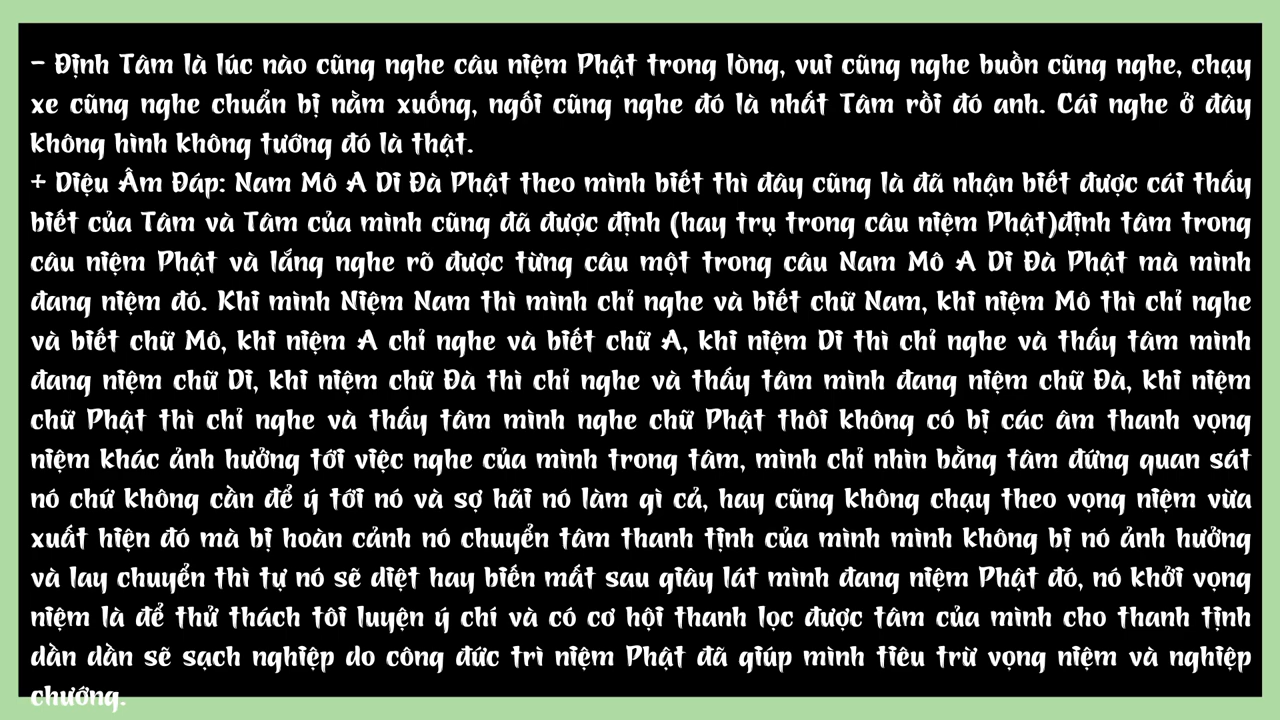 - Định Tâm là lúc nào cũng nghe câu niệm Phật trong lòng, vui cũng nghe buồn cũng nghe, chạy
xe cũng nghe chuẩn bị nằm xuống, ngối cũng nghe đó là nhất Tâm rồi đó anh. Cái nghe ở đây
không hình không tướng đó là thật.
+ Diệu Âm Đáp: Nam Mô A Di Đà Phật theo mình biết thì đây cũng là đã nhận biết được cái thấy
biết của Tâm và Tâm của mình cũng đã được định (hay trụ trong câu niệm Phật)định tâm trong
câu niệm Phật và lắng nghe rõ được từng câu một trong câu Nam Mô A Di Đà Phật mà mình
đang niệm đó. Khi mình Niệm Nam thì mình chỉ nghe và biết chữ Nam, khi niệm Mô thì chỉ nghe
và biết chữ Mô, khi niệm A chỉ nghe và biết chữ A, khi niệm Di thì chỉ nghe và thấy tâm mình
đang niệm chữ Di, khi niệm chữ Đà thì chỉ nghe và thấy tâm mình đang niệm chữ Đà, khi niệm
chữ Phật thì chỉ nghe và thấy tâm mình nghe chữ Phật thôi không có bị các âm thanh vọng
niệm khác ảnh hưởng tới việc nghe của mình trong tâm, mình chỉ nhìn bằng tâm đứng quan sát
nó chứ không cần để ý tới nó và sợ hãi nó làm gì cả, hay cũng không chạy theo vọng niệm vừa
xuất hiện đó mà bị hoàn cảnh nó chuyển tâm thanh tịnh của mình mình không bị nó ảnh hưởng
và lay chuyển thì tự nó sẽ diệt hay biến mất sau giây lát mình đang niệm Phật đó, nó khởi vọng
niệm là để thử thách tôi luyện ý chí và có cơ hội thanh lọc được tâm của mình cho thanh tịnh
dần dần sẽ sạch nghiệp do công đức trì niệm Phật đã giúp mình tiêu trừ vọng niệm và nghiệp
chướng.